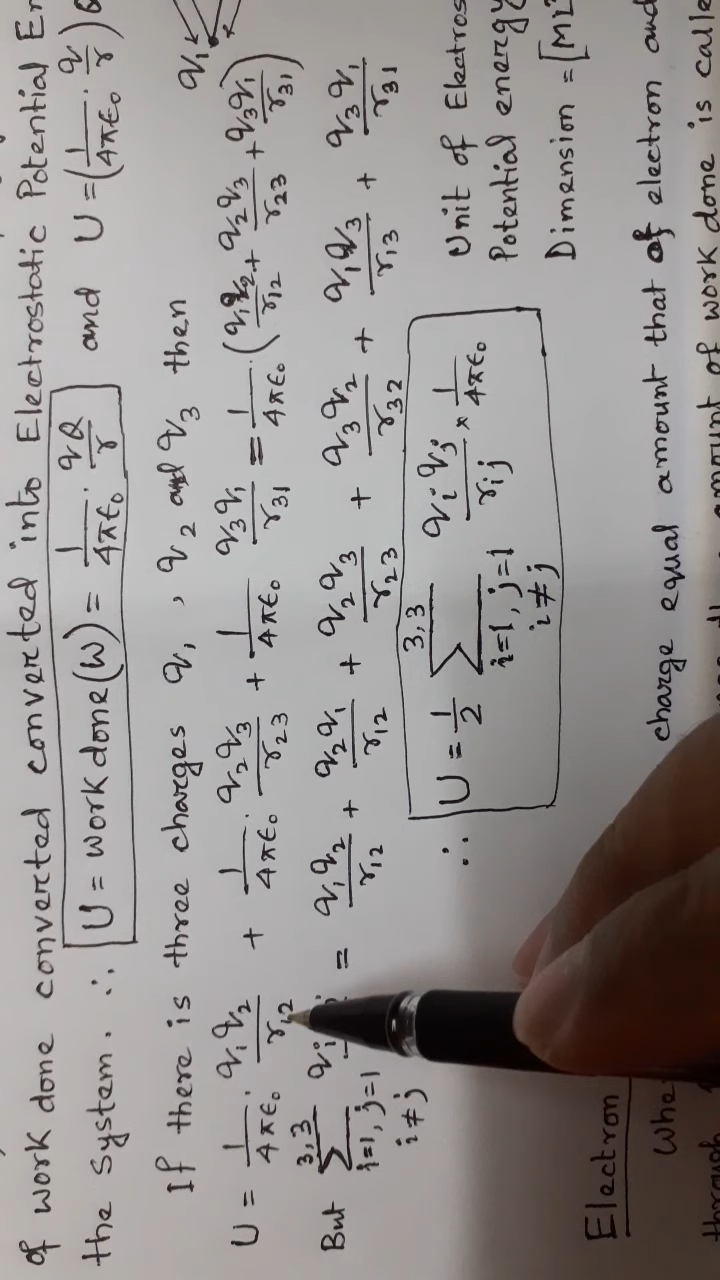 of work done converted converted into Electrostatic Potential
the System. ∴ U = work done (W) = 1/4πϵ₀ · qQ/r and U = (1/4πϵ₀ · q/r) Q
If there is three charges q₁, q₂ and q₃ then
q₁
U = 1/4πϵ₀ · q₁q₂/r₁₂ + 1/4πϵ₀ · q₂q₃/r₂₃ + 1/4πϵ₀ q₃q₁/r₃₁ = 1/4πϵ₀ · (q₁q₂/r₁₂ + q₂q₃/r₂₃ + q₃q₁/r₃₁)
But 3,3 Σ i=1, j=1 i≠j qᵢ = q₁q₂/r₁₂ + q₂q₁/r₁₂ + q₂q₃/r₂₃ + q₃q₂/r₃₂ + q₁q₃/r₁₃ + q₃q₁/r₃₁
∴ U = 1/2 3,3 Σ i=1, j=1 i≠j qᵢqⱼ/rᵢⱼ × 1/4πϵ₀
Unit of
Potential energy
Dimension = [ML
Electron
charge equal amount that of electron and
amount of work done is